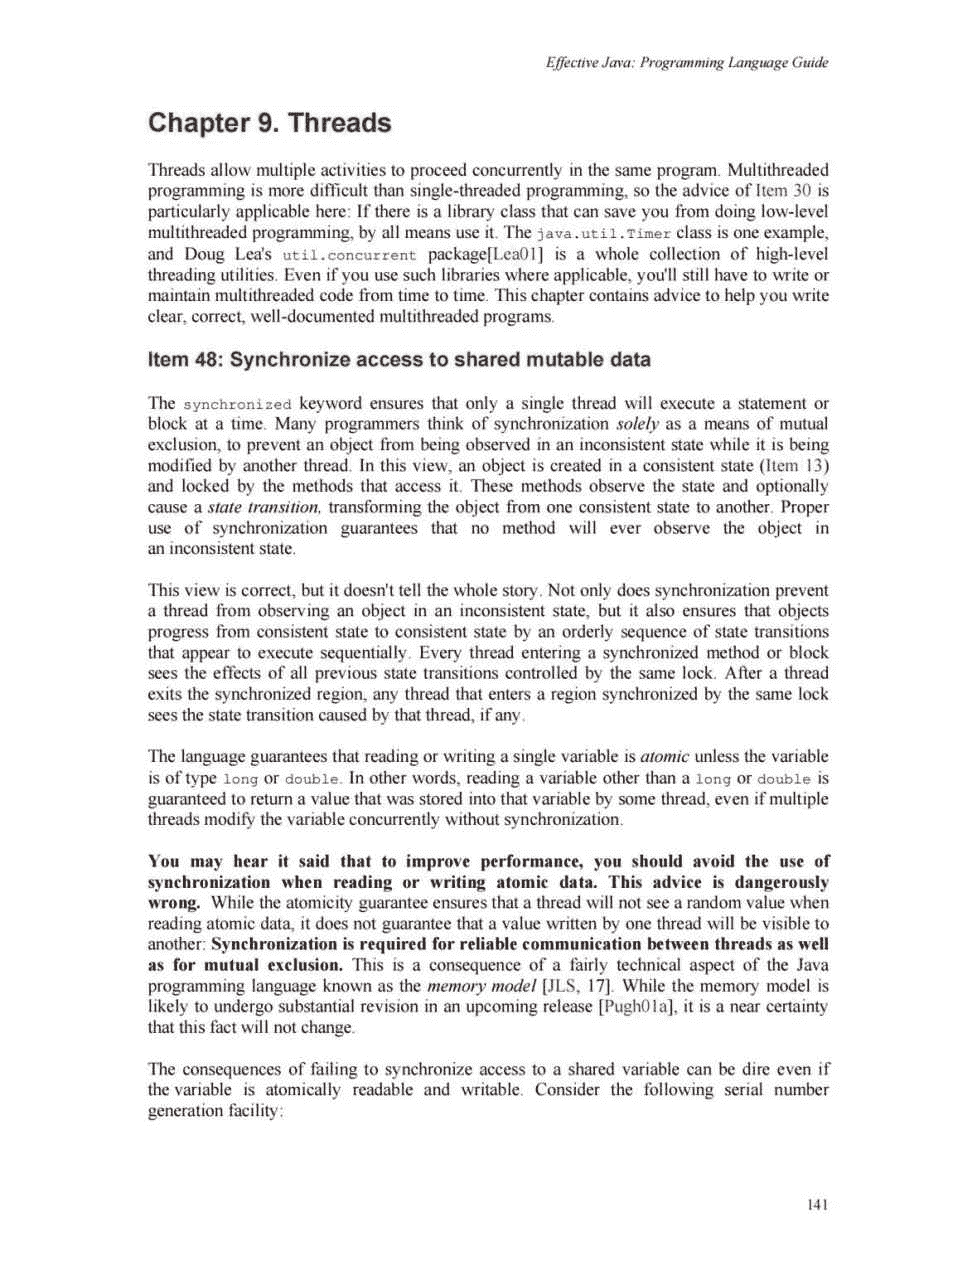 Effective Java: Programming Language Guide
Chapter 9. Threads
Threads allow multiple activities to proceed concurrently in the same program. Multithreaded
programming is more difficult than single-threaded programming, so the advice of Item 30 is
particularly applicable here: If there is a library class that can save you from doing low-level
multithreaded programming, by all means use it. The java.util.Timer class is one example,
and Doug Lea's util.concurrent package[Lea01] is a whole collection of high-level
threading utilities. Even if you use such libraries where applicable, you'll still have to write or
maintain multithreaded code from time to time. This chapter contains advice to help you write
clear, correct, well-documented multithreaded programs.
Item 48: Synchronize access to shared mutable data
The synchronized keyword ensures that only a single thread will execute a statement or
block at a time. Many programmers think of synchronization solely as a means of mutual
exclusion, to prevent an object from being observed in an inconsistent state while it is being
modified by another thread. In this view, an object is created in a consistent state (Item 13)
and locked by the methods that access it. These methods observe the state and optionally
cause a state transition, transforming the object from one consistent state to another. Proper
use of synchronization guarantees that no method will ever observe the object in
an inconsistent state.
This view is correct, but it doesn't tell the whole story. Not only does synchronization prevent
a thread from observing an object in an inconsistent state, but it also ensures that objects
progress from consistent state to consistent state by an orderly sequence of state transitions
that appear to execute sequentially. Every thread entering a synchronized method or block
sees the effects of all previous state transitions controlled by the same lock. After a thread
exits the synchronized region, any thread that enters a region synchronized by the same lock
sees the state transition caused by that thread, if any.
The language guarantees that reading or writing a single variable is atomic unless the variable
is of type long or double. In other words, reading a variable other than a long or double is
guaranteed to return a value that was stored into that variable by some thread, even if multiple
threads modify the variable concurrently without synchronization.
You may hear it said that to improve performance, you should avoid the use of
synchronization when reading or writing atomic data. This advice is dangerously
wrong. While the atomicity guarantee ensures that a thread will not see a random value when
reading atomic data, it does not guarantee that a value written by one thread will be visible to
another: Synchronization is required for reliable communication between threads as well
as for mutual exclusion. This is a consequence of a fairly technical aspect of the Java
programming language known as the memory model [JLS, 17]. While the memory model is
likely to undergo substantial revision in an upcoming release [Pugh01a], it is a near certainty
that this fact will not change.
The consequences of failing to synchronize access to a shared variable can be dire even if
the variable is atomically readable and writable. Consider the following serial number
generation facility:
141